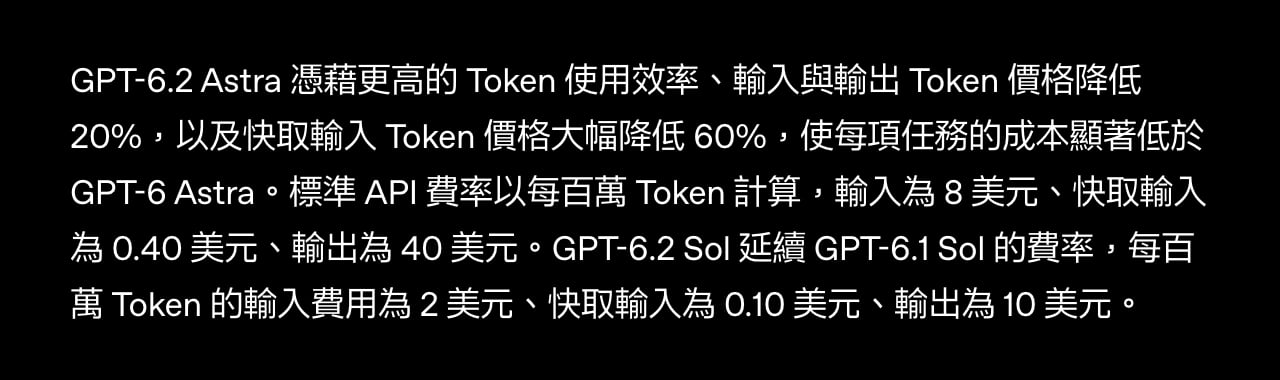 GPT-6.2 Astra 憑藉更高的 Token 使用效率、輸入與輸出 Token 價格降低
20%，以及快取輸入 Token 價格大幅降低 60%，使每項任務的成本顯著低於
GPT-6 Astra。標準 API 費率以每百萬 Token 計算，輸入為 8 美元、快取輸入
為 0.40 美元、輸出為 40 美元。GPT-6.2 Sol 延續 GPT-6.1 Sol 的費率，每百
萬 Token 的輸入費用為 2 美元、快取輸入為 0.10 美元、輸出為 10 美元。